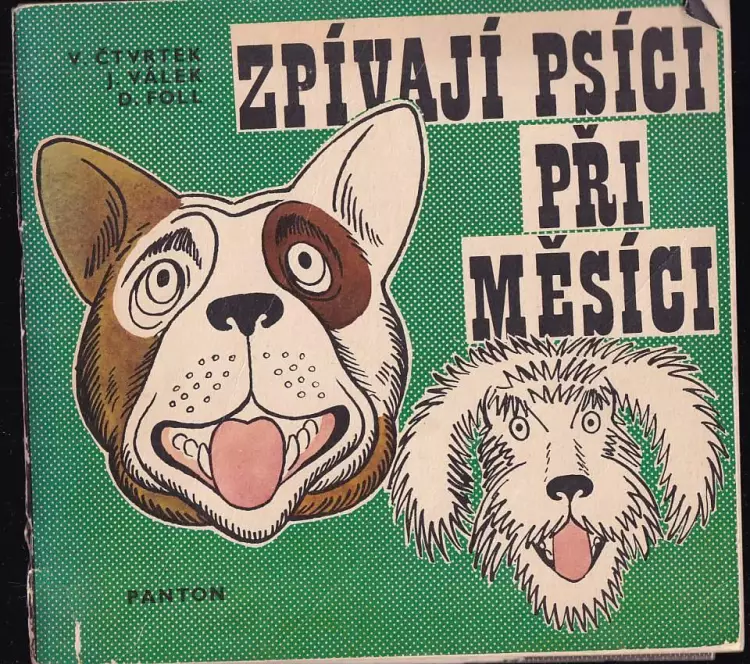 V. ČTVRTEK
J. VÁLEK
D. FOLL
ZPÍVAJÍ PSÍCI
PŘI
MĚSÍCI
PANTON